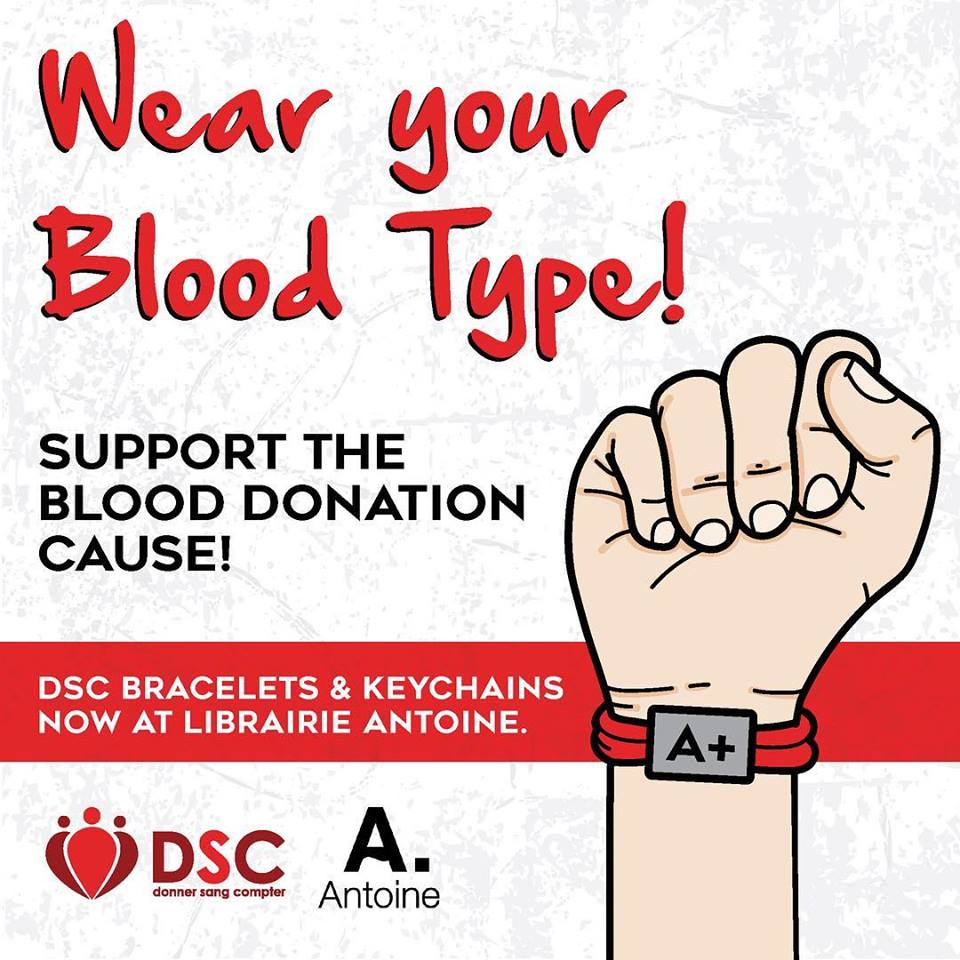 Wear your
Blood Type!
SUPPORT THE
BLOOD DONATION
CAUSE!
DSC BRACELETS & KEYCHAINS
NOW AT LIBRAIRIE ANTOINE.
A+
DSC
donner sang compter
A.
Antoine